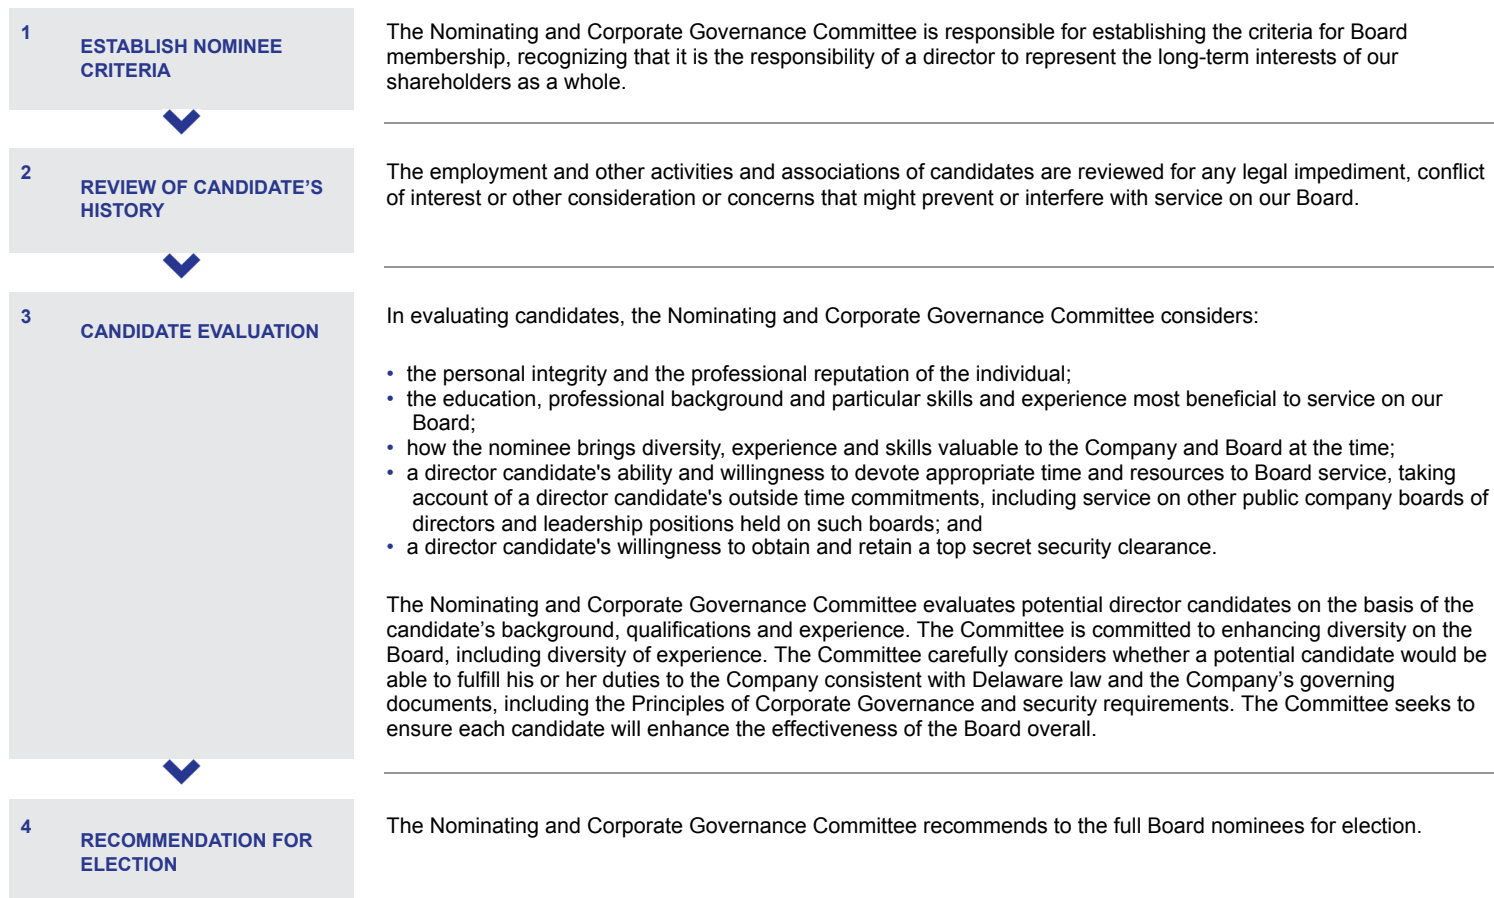 1
ESTABLISH NOMINEE
CRITERIA
The Nominating and Corporate Governance Committee is responsible for establishing the criteria for Board
membership, recognizing that it is the responsibility of a director to represent the long-term interests of our
shareholders as a whole.
2
REVIEW OF CANDIDATE’S
HISTORY
The employment and other activities and associations of candidates are reviewed for any legal impediment, conflict
of interest or other consideration or concerns that might prevent or interfere with service on our Board.
3
CANDIDATE EVALUATION
In evaluating candidates, the Nominating and Corporate Governance Committee considers:
• the personal integrity and the professional reputation of the individual;
• the education, professional background and particular skills and experience most beneficial to service on our
Board;
• how the nominee brings diversity, experience and skills valuable to the Company and Board at the time;
• a director candidate's ability and willingness to devote appropriate time and resources to Board service, taking
account of a director candidate's outside time commitments, including service on other public company boards of
directors and leadership positions held on such boards; and
• a director candidate's willingness to obtain and retain a top secret security clearance.
The Nominating and Corporate Governance Committee evaluates potential director candidates on the basis of the
candidate’s background, qualifications and experience. The Committee is committed to enhancing diversity on the
Board, including diversity of experience. The Committee carefully considers whether a potential candidate would be
able to fulfill his or her duties to the Company consistent with Delaware law and the Company’s governing
documents, including the Principles of Corporate Governance and security requirements. The Committee seeks to
ensure each candidate will enhance the effectiveness of the Board overall.
4
RECOMMENDATION FOR
ELECTION
The Nominating and Corporate Governance Committee recommends to the full Board nominees for election.